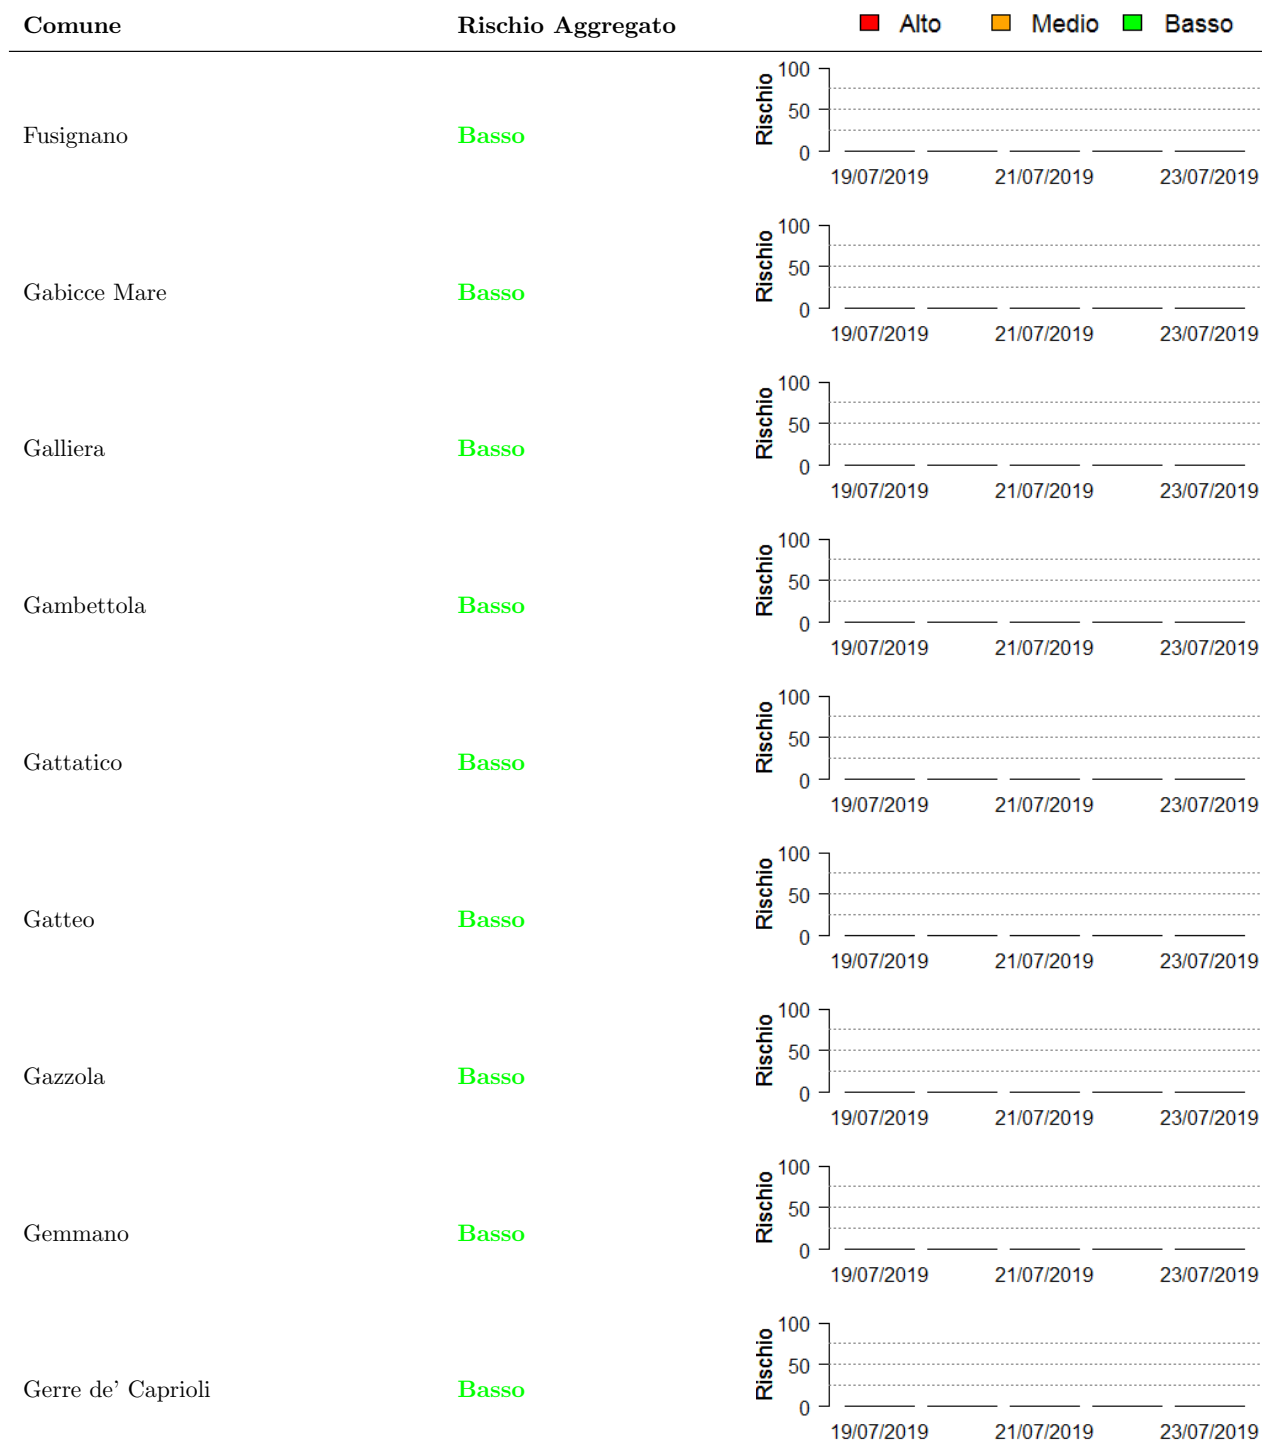 Comune Rischio Aggregato Alto Medio Basso
Fusignano Basso Rischio 100 50 0
19/07/2019 21/07/2019 23/07/2019
Gabicce Mare Basso Rischio 100 50 0
19/07/2019 21/07/2019 23/07/2019
Galliera Basso Rischio 100 50 0
19/07/2019 21/07/2019 23/07/2019
Gambettola Basso Rischio 100 50 0
19/07/2019 21/07/2019 23/07/2019
Gattatico Basso Rischio 100 50 0
19/07/2019 21/07/2019 23/07/2019
Gatteo Basso Rischio 100 50 0
19/07/2019 21/07/2019 23/07/2019
Gazzola Basso Rischio 100 50 0
19/07/2019 21/07/2019 23/07/2019
Gemmano Basso Rischio 100 50 0
19/07/2019 21/07/2019 23/07/2019
Gerre de' Caprioli Basso Rischio 100 50 0
19/07/2019 21/07/2019 23/07/2019